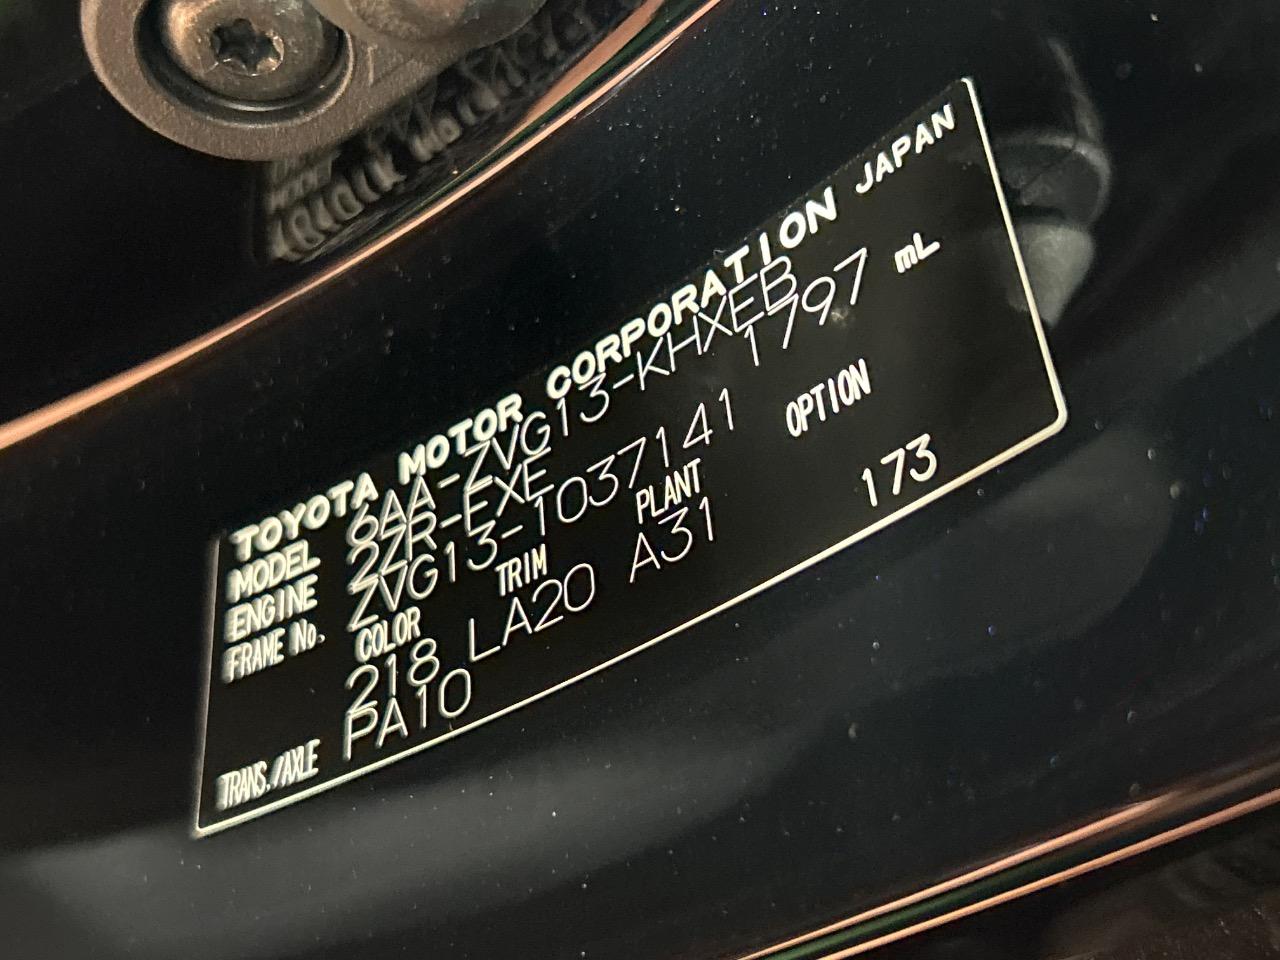 TOYOTA MOTOR CORPORATION JAPAN
MODEL 6AA-ZVG13-KHXEB
ENGINE 2ZR-FXE 1797 mL
FRAME No. ZVG13-1037141
COLOR TRIM PLANT OPTION
218 LA20 A31 173
TRANS./AXLE PA10